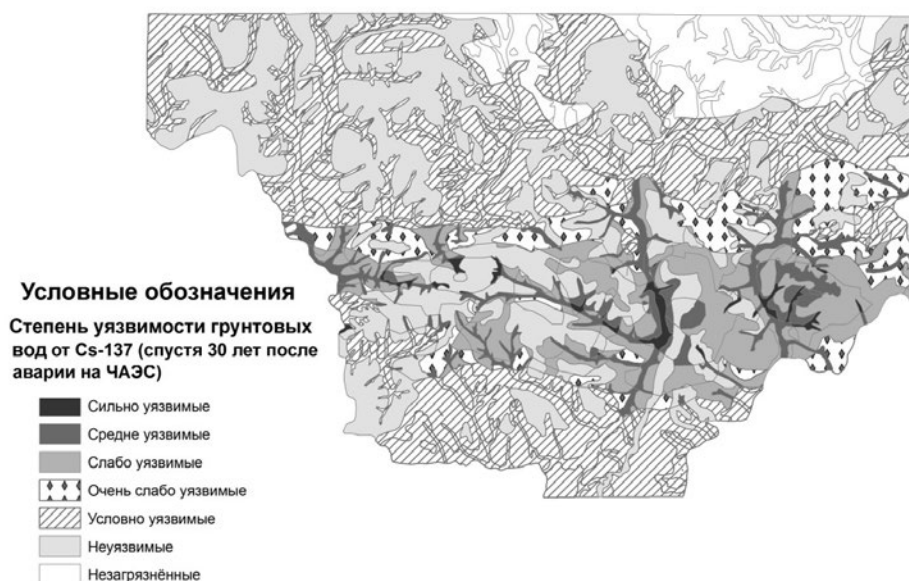 Условные обозначения
Степень уязвимости грунтовых
вод от Cs-137 (спустя 30 лет после
аварии на ЧАЭС)
Сильно уязвимые
Средне уязвимые
Слабо уязвимые
Очень слабо уязвимые
Условно уязвимые
Неуязвимые
Незагрязнённые